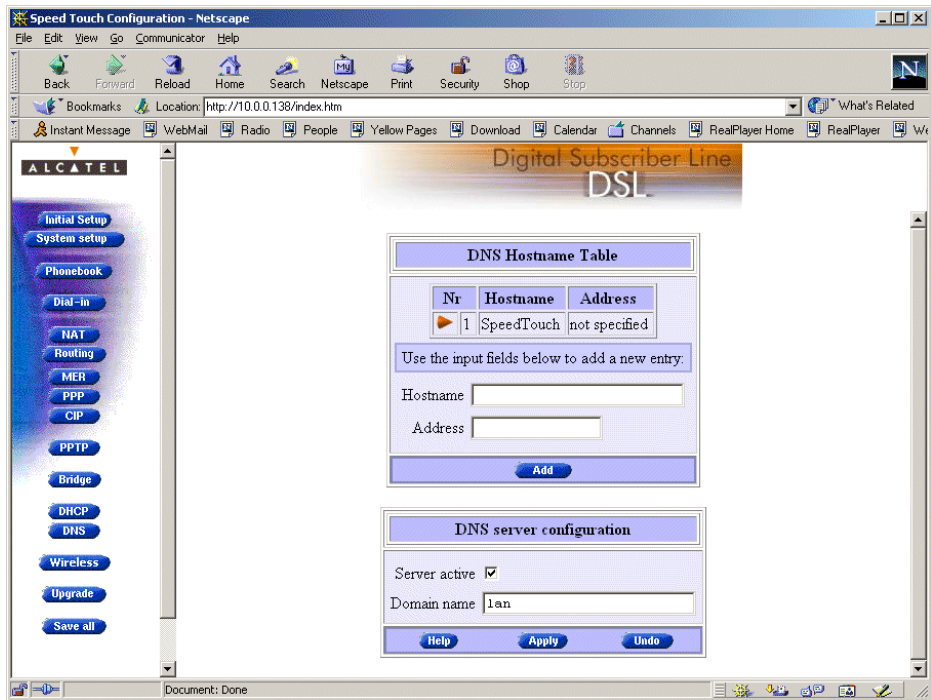 Speed Touch Configuration - Netscape
File Edit View Go Communicator Help
Back Forward Reload Home Search Netscape Print Security Shop Stop
My
N
Bookmarks Location: http://10.0.0.138/index.htm What's Related
Instant Message WebMail Radio People Yellow Pages Download Calendar Channels RealPlayer Home RealPlayer We
ALCATEL
Digital Subscriber Line
DSL
Initial Setup
System setup
Phonebook
Dial-in
NAT
Routing
MER
PPP
CIP
PPTP
Bridge
DHCP
DNS
Wireless
Upgrade
Save all
DNS Hostname Table
Nr Hostname Address
1 SpeedTouch not specified
Use the input fields below to add a new entry:
Hostname
Address
Add
DNS server configuration
Server active
Domain name lan
Help Apply Undo
Document: Done